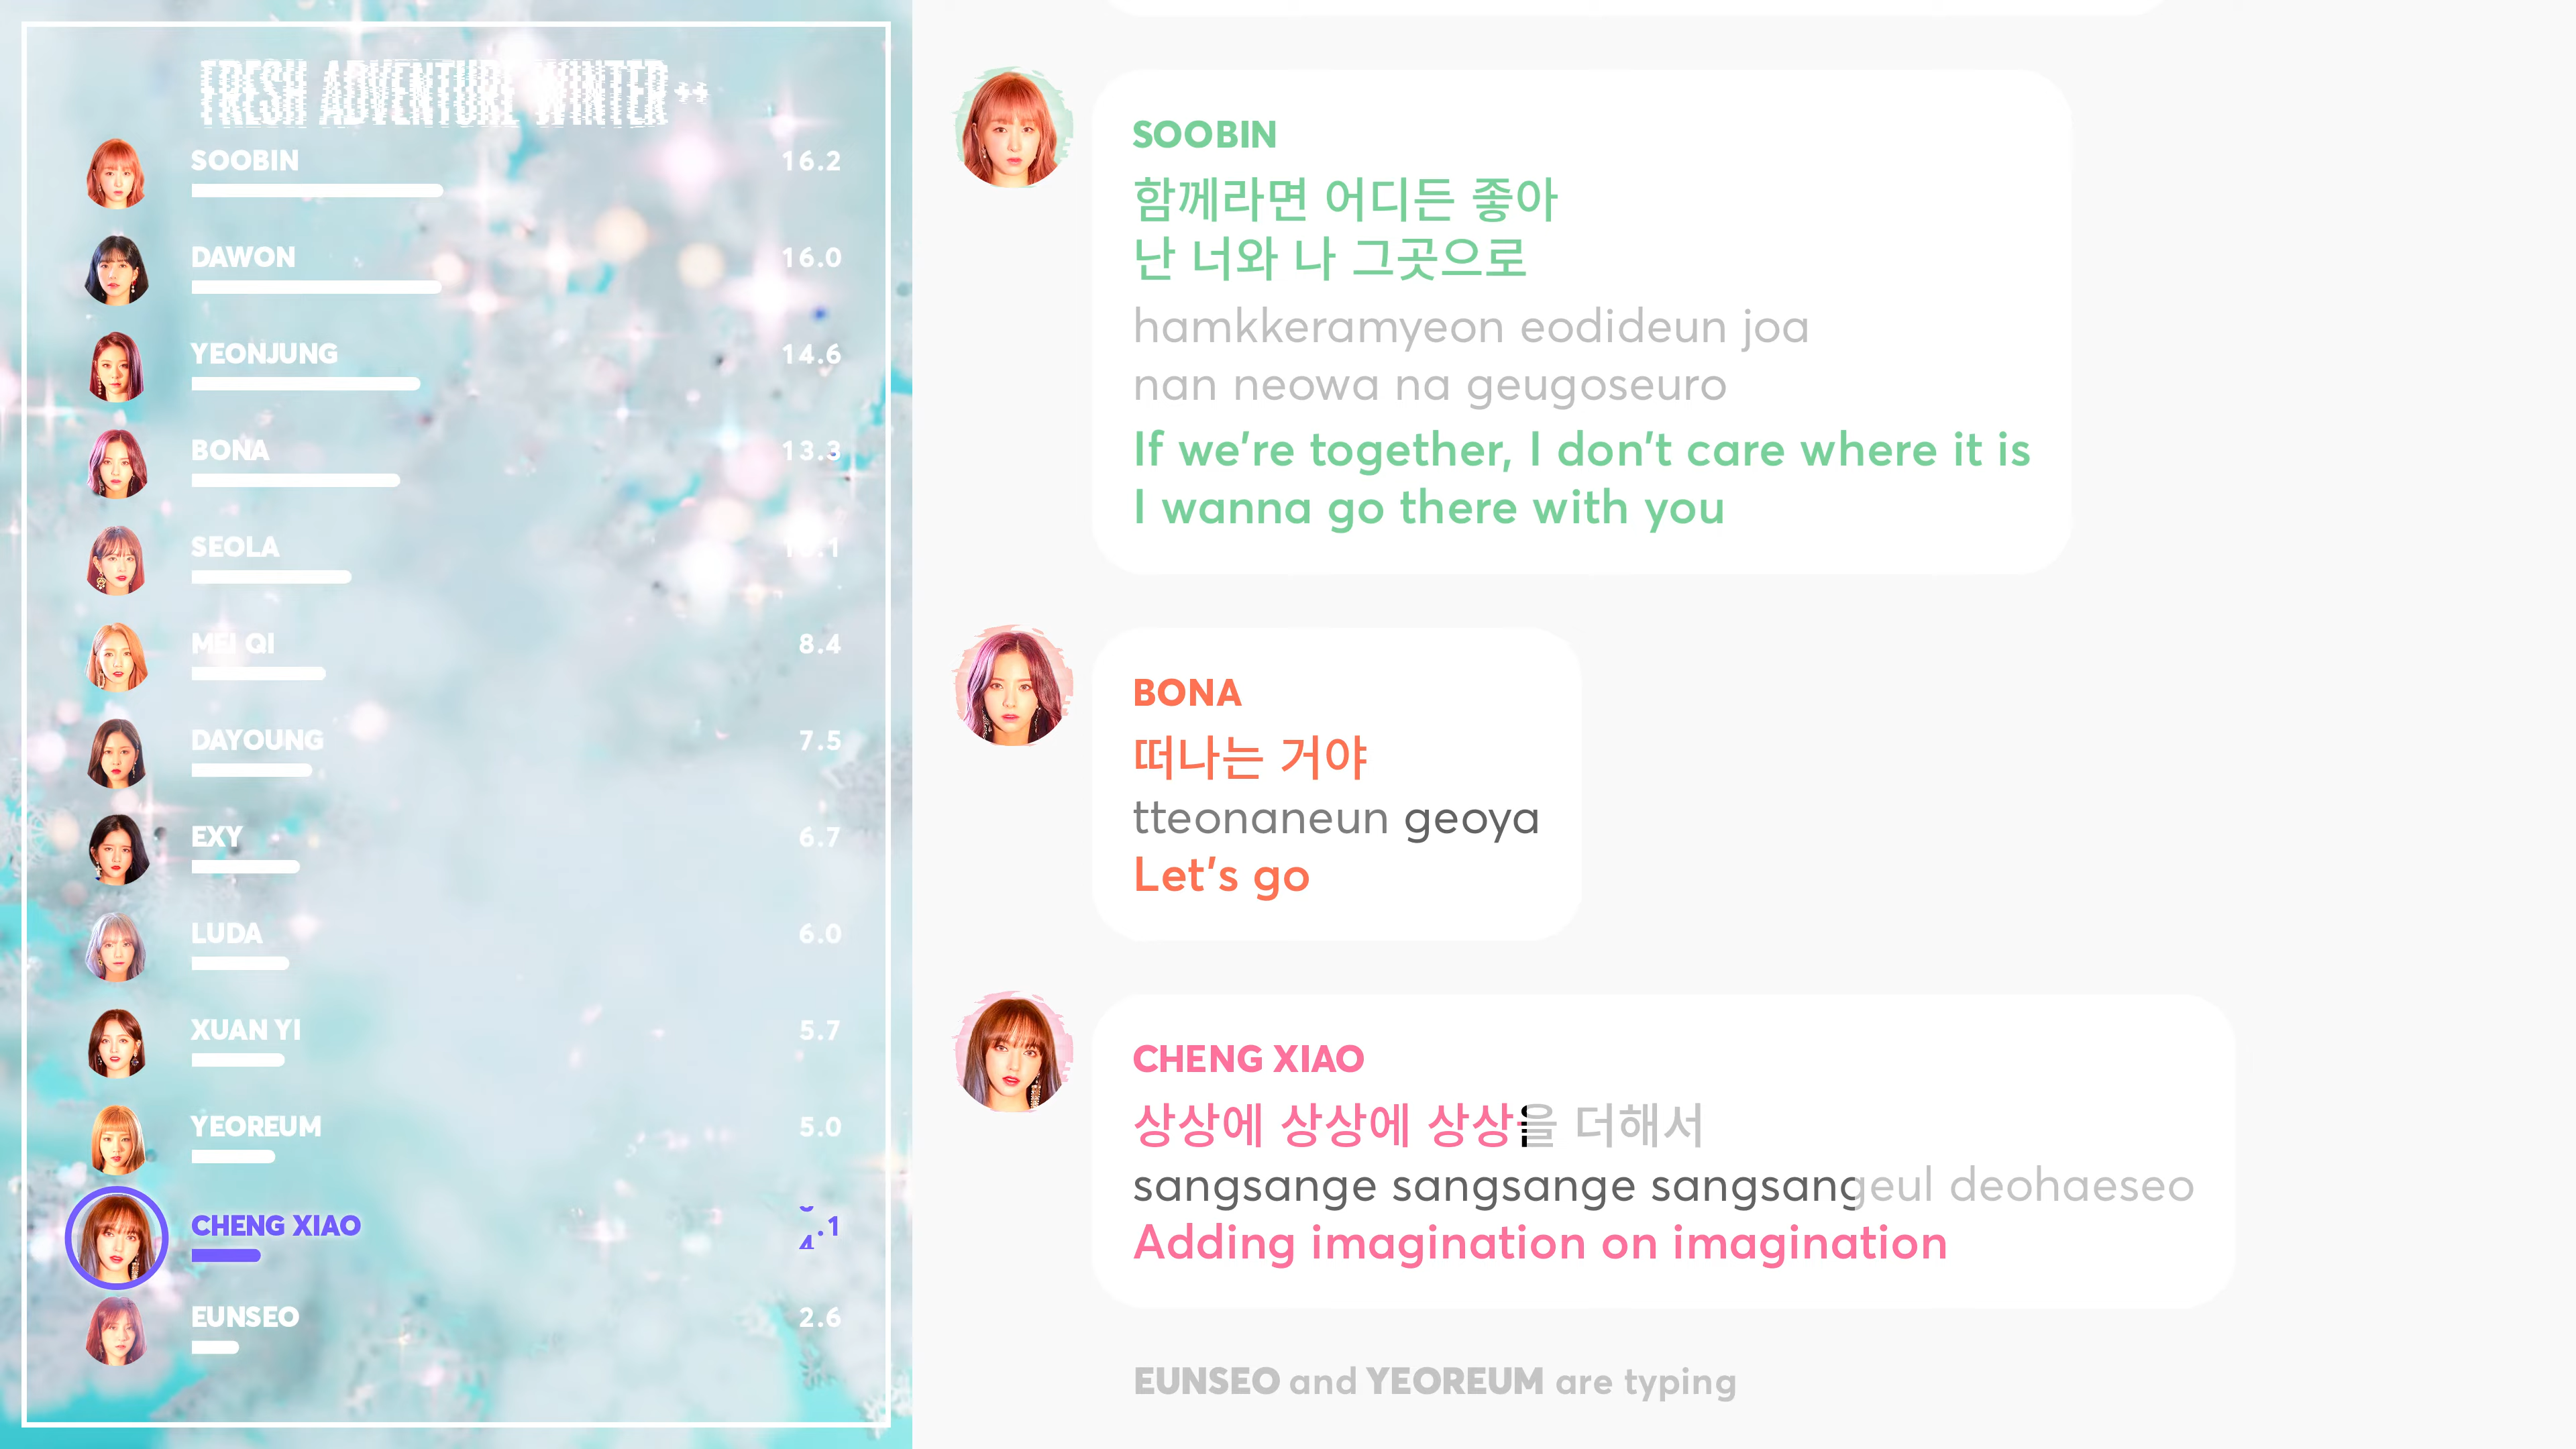 FRESH ADVENTURE WINTER
SOOBIN 16.2
DAWON 16.0
YEONJUNG 14.6
BONA 13.3
SEOLA
MEI QI 8.4
DAYOUNG 7.5
EXY 6.7
LUDA 6.0
XUAN YI 5.7
YEOREUM 5.0
CHENG XIAO
EUNSEO 2.6
SOOBIN
함께라면 어디든 좋아
난 너와 나 그곳으로
hamkkeramyeon eodideun joa
nan neowa na geugoseuro
If we're together, I don't care where it is
I wanna go there with you
BONA
떠나는 거야
tteonaneun geoya
Let's go
CHENG XIAO
상상에 상상에 상상을 더해서
sangsange sangsange sangsanggeul deohaeseo
Adding imagination on imagination
EUNSEO and YEOREUM are typing